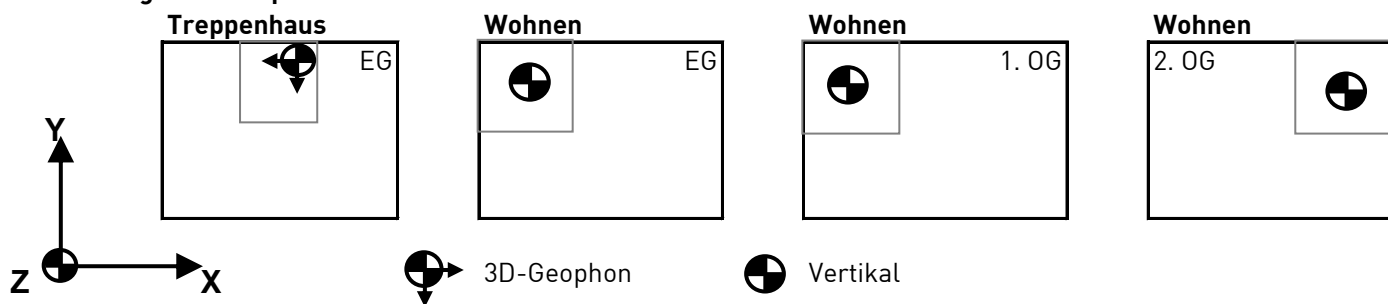 Treppenhaus
EG
Wohnen
EG
Wohnen
1. OG
Wohnen
2. OG
Y
Z
X
3D-Geophon
Vertikal